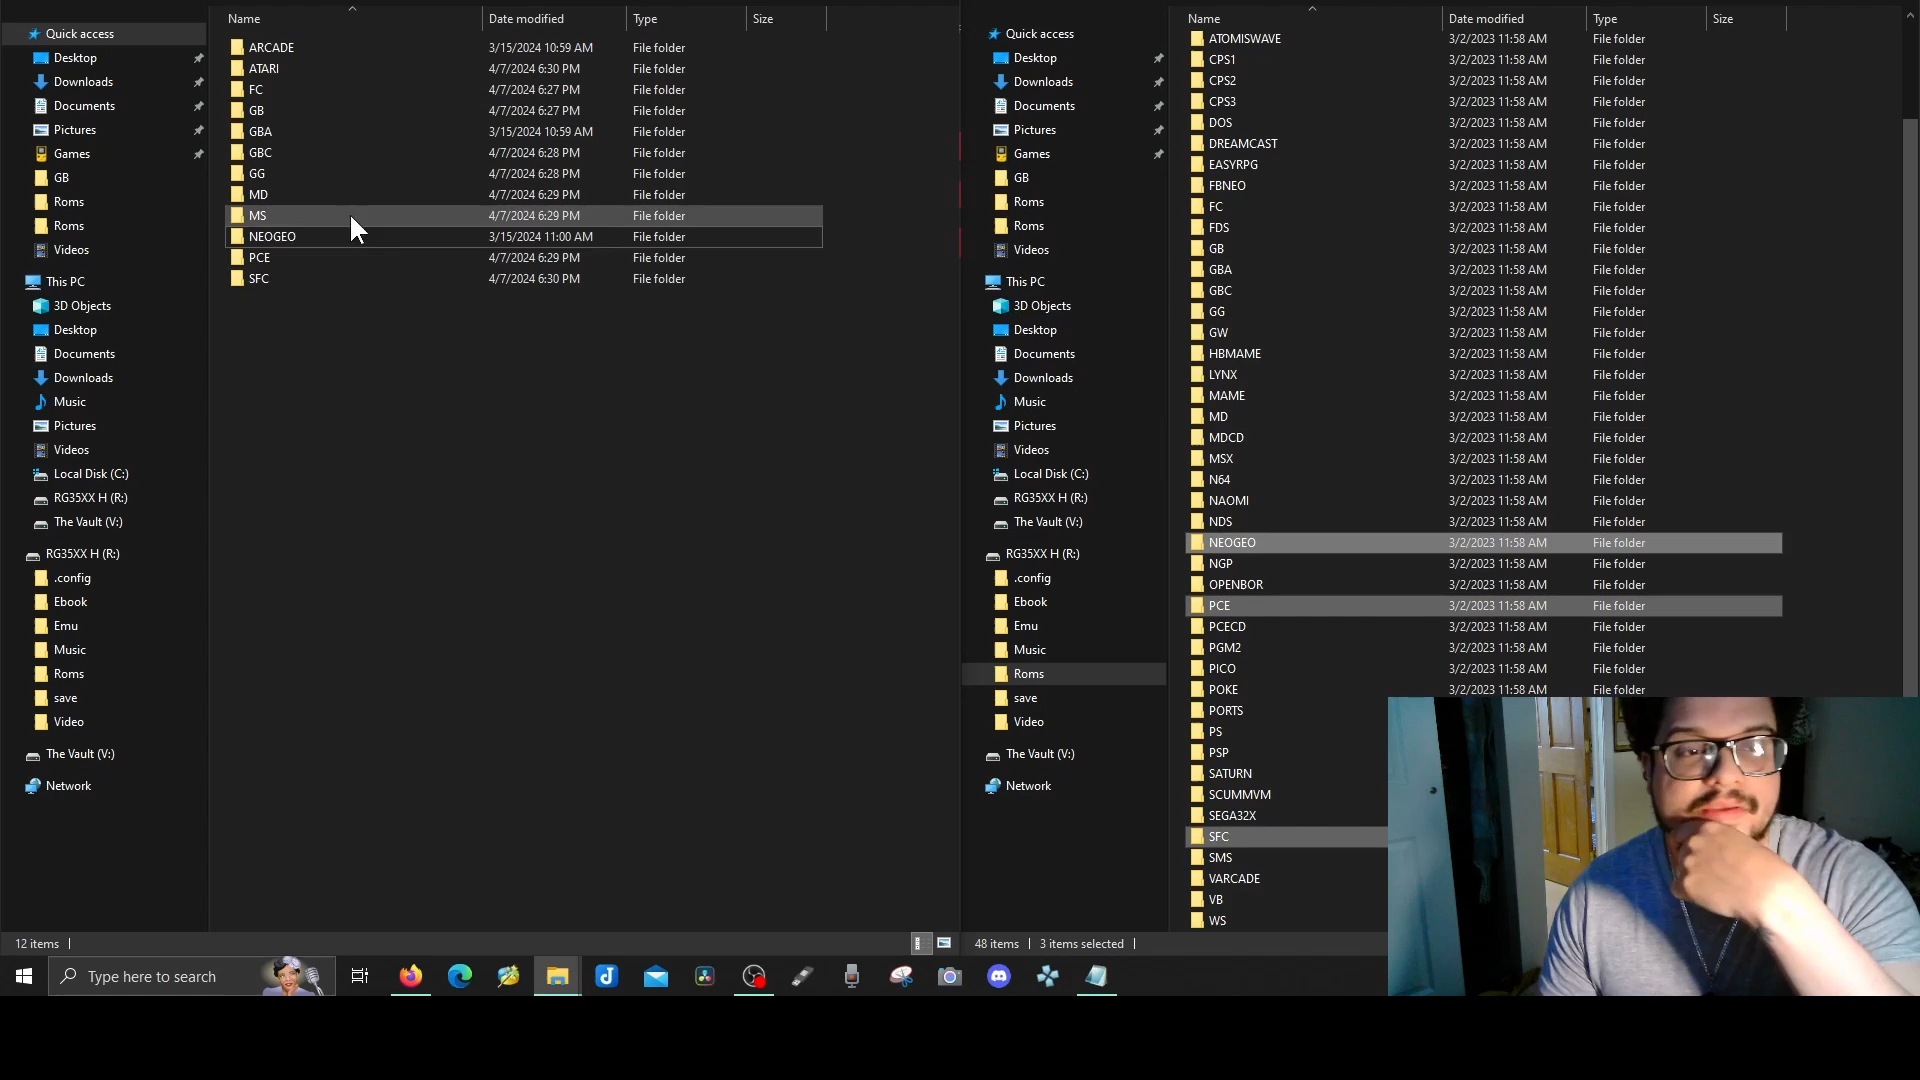 Name Date modified Type Size
Quick access
Desktop
Downloads
Documents
Pictures
Games
GB
Roms
Roms
Videos
This PC
3D Objects
Desktop
Documents
Downloads
Music
Pictures
Videos
Local Disk (C:)
RG35XX H (R:)
The Vault (V:)
RG35XX H (R:)
.config
Ebook
Emu
Music
Roms
save
Video
The Vault (V:)
Network
ARCADE 3/15/2024 10:59 AM File folder
ATARI 4/7/2024 6:30 PM File folder
FC 4/7/2024 6:27 PM File folder
GB 4/7/2024 6:27 PM File folder
GBA 3/15/2024 10:59 AM File folder
GBC 4/7/2024 6:28 PM File folder
GG 4/7/2024 6:28 PM File folder
MD 4/7/2024 6:29 PM File folder
MS 4/7/2024 6:29 PM File folder
NEOGEO 3/15/2024 11:00 AM File folder
PCE 4/7/2024 6:29 PM File folder
SFC 4/7/2024 6:30 PM File folder
12 items
Name Date modified Type Size
Quick access
Desktop
Downloads
Documents
Pictures
Games
GB
Roms
Roms
Videos
This PC
3D Objects
Desktop
Documents
Downloads
Music
Pictures
Videos
Local Disk (C:)
RG35XX H (R:)
The Vault (V:)
RG35XX H (R:)
.config
Ebook
Emu
Music
Roms
save
Video
The Vault (V:)
Network
ATOMISWAVE 3/2/2023 11:58 AM File folder
CPS1 3/2/2023 11:58 AM File folder
CPS2 3/2/2023 11:58 AM File folder
CPS3 3/2/2023 11:58 AM File folder
DOS 3/2/2023 11:58 AM File folder
DREAMCAST 3/2/2023 11:58 AM File folder
EASYRPG 3/2/2023 11:58 AM File folder
FBNEO 3/2/2023 11:58 AM File folder
FC 3/2/2023 11:58 AM File folder
FDS 3/2/2023 11:58 AM File folder
GB 3/2/2023 11:58 AM File folder
GBA 3/2/2023 11:58 AM File folder
GBC 3/2/2023 11:58 AM File folder
GG 3/2/2023 11:58 AM File folder
GW 3/2/2023 11:58 AM File folder
HBMAME 3/2/2023 11:58 AM File folder
LYNX 3/2/2023 11:58 AM File folder
MAME 3/2/2023 11:58 AM File folder
MD 3/2/2023 11:58 AM File folder
MDCD 3/2/2023 11:58 AM File folder
MSX 3/2/2023 11:58 AM File folder
N64 3/2/2023 11:58 AM File folder
NAOMI 3/2/2023 11:58 AM File folder
NDS 3/2/2023 11:58 AM File folder
NEOGEO 3/2/2023 11:58 AM File folder
NGP 3/2/2023 11:58 AM File folder
OPENBOR 3/2/2023 11:58 AM File folder
PCE 3/2/2023 11:58 AM File folder
PCECD 3/2/2023 11:58 AM File folder
PGM2 3/2/2023 11:58 AM File folder
PICO 3/2/2023 11:58 AM File folder
POKE 3/2/2023 11:58 AM File folder
PORTS
PS
PSP
SATURN
SCUMMVM
SEGA32X
SFC
SMS
VARCADE
VB
WS
48 items 3 items selected
Type here to search